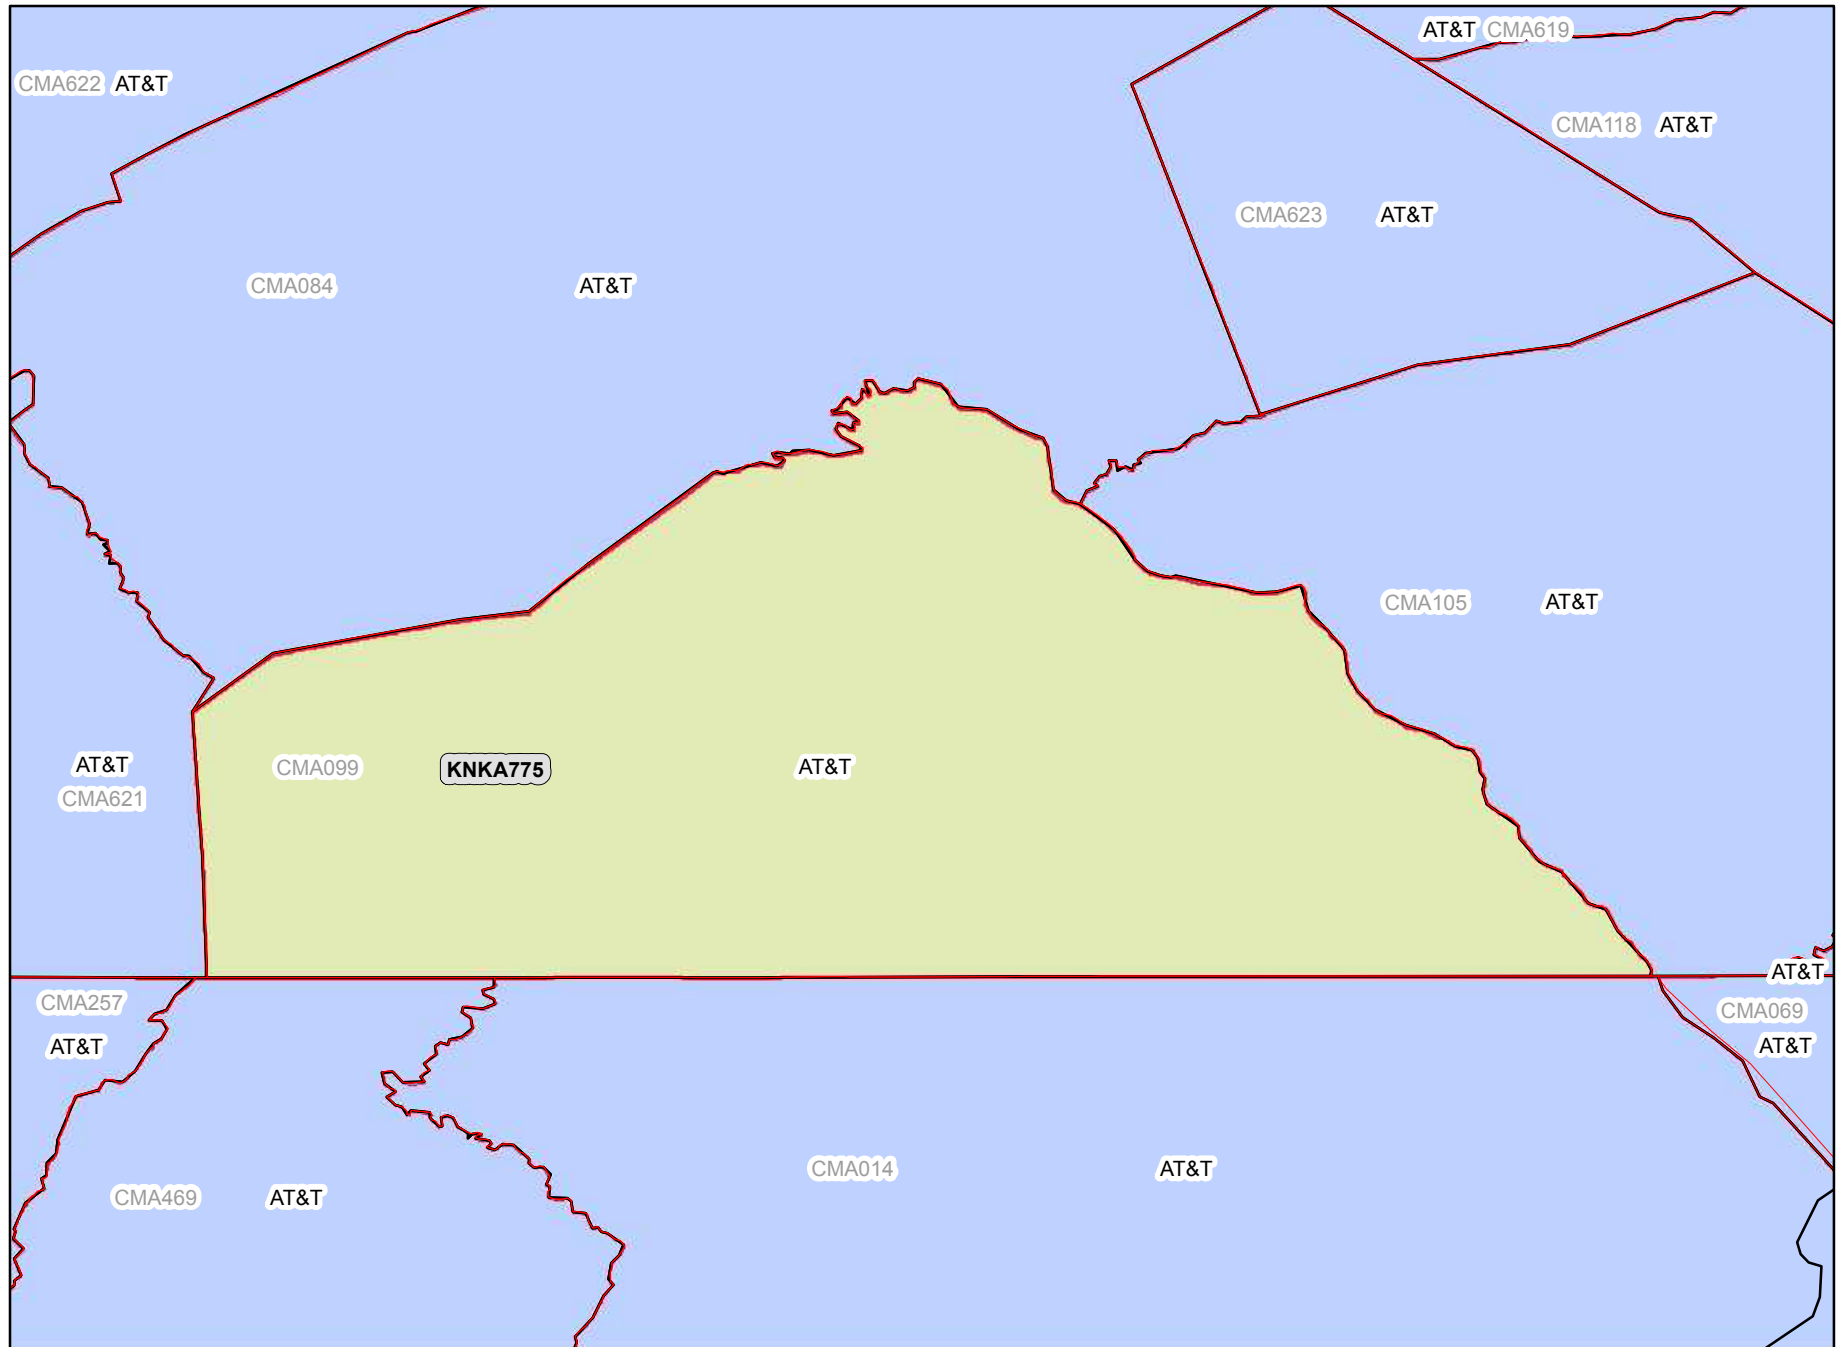 AT&T CMA619
CMA622 AT&T
CMA118 AT&T
CMA623 AT&T
CMA084 AT&T
CMA105 AT&T
AT&T
CMA621
CMA099 KNKA775 AT&T
AT&T
CMA257
AT&T
CMA069
AT&T
CMA014 AT&T
CMA469 AT&T